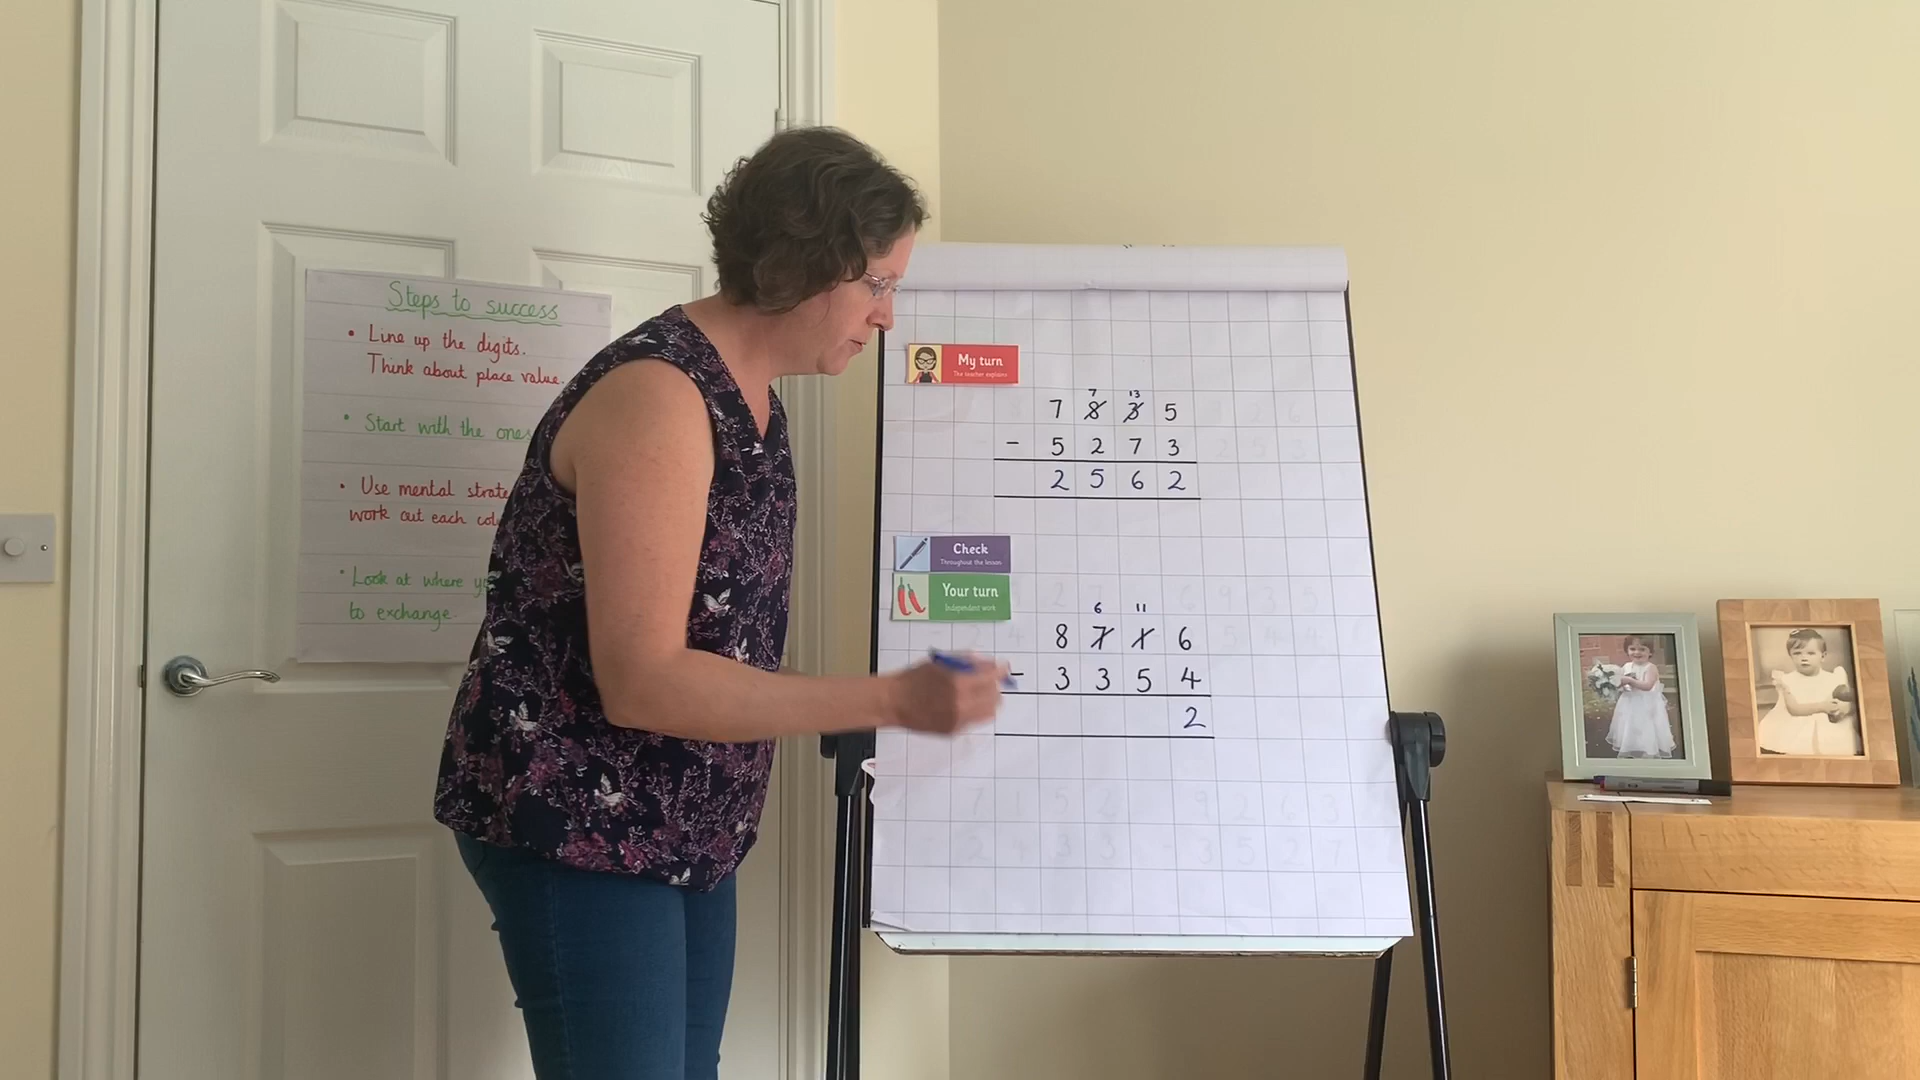 Steps to success
• Line up the digits.
Think about place value.
• Start with the ones
• Use mental
work out each
• Look at where
to exchange.
My turn
The teacher explains
7 13
7 8 3 5
- 5 2 7 3
2 5 6 2
Check
Throughout the lesson
Your turn
Independent work
6 11
8 7 1 6
- 3 3 5 4
2